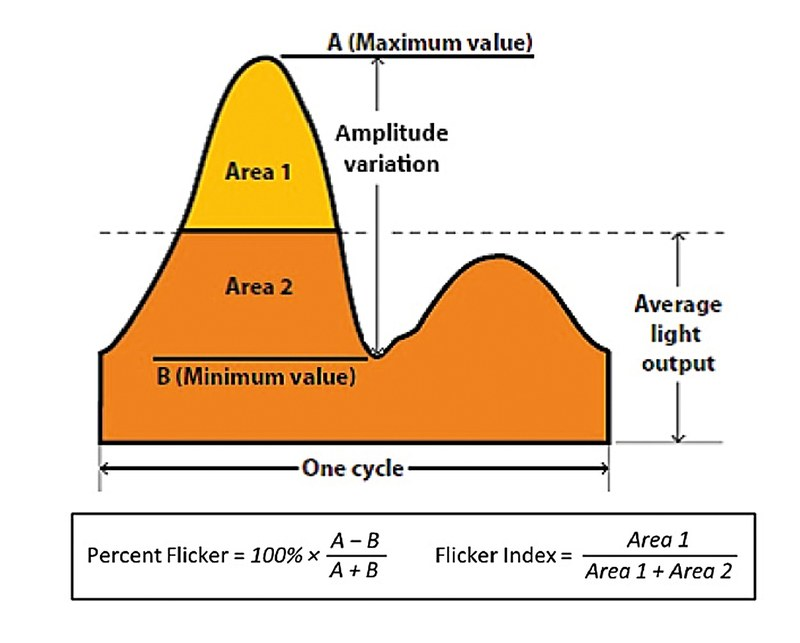 A (Maximum value)
Amplitude
variation
Area 1
Area 2
Average
light
output
B (Minimum value)
One cycle
Percent Flicker = 100% × A − B / A + B
Flicker Index = Area 1 / Area 1 + Area 2